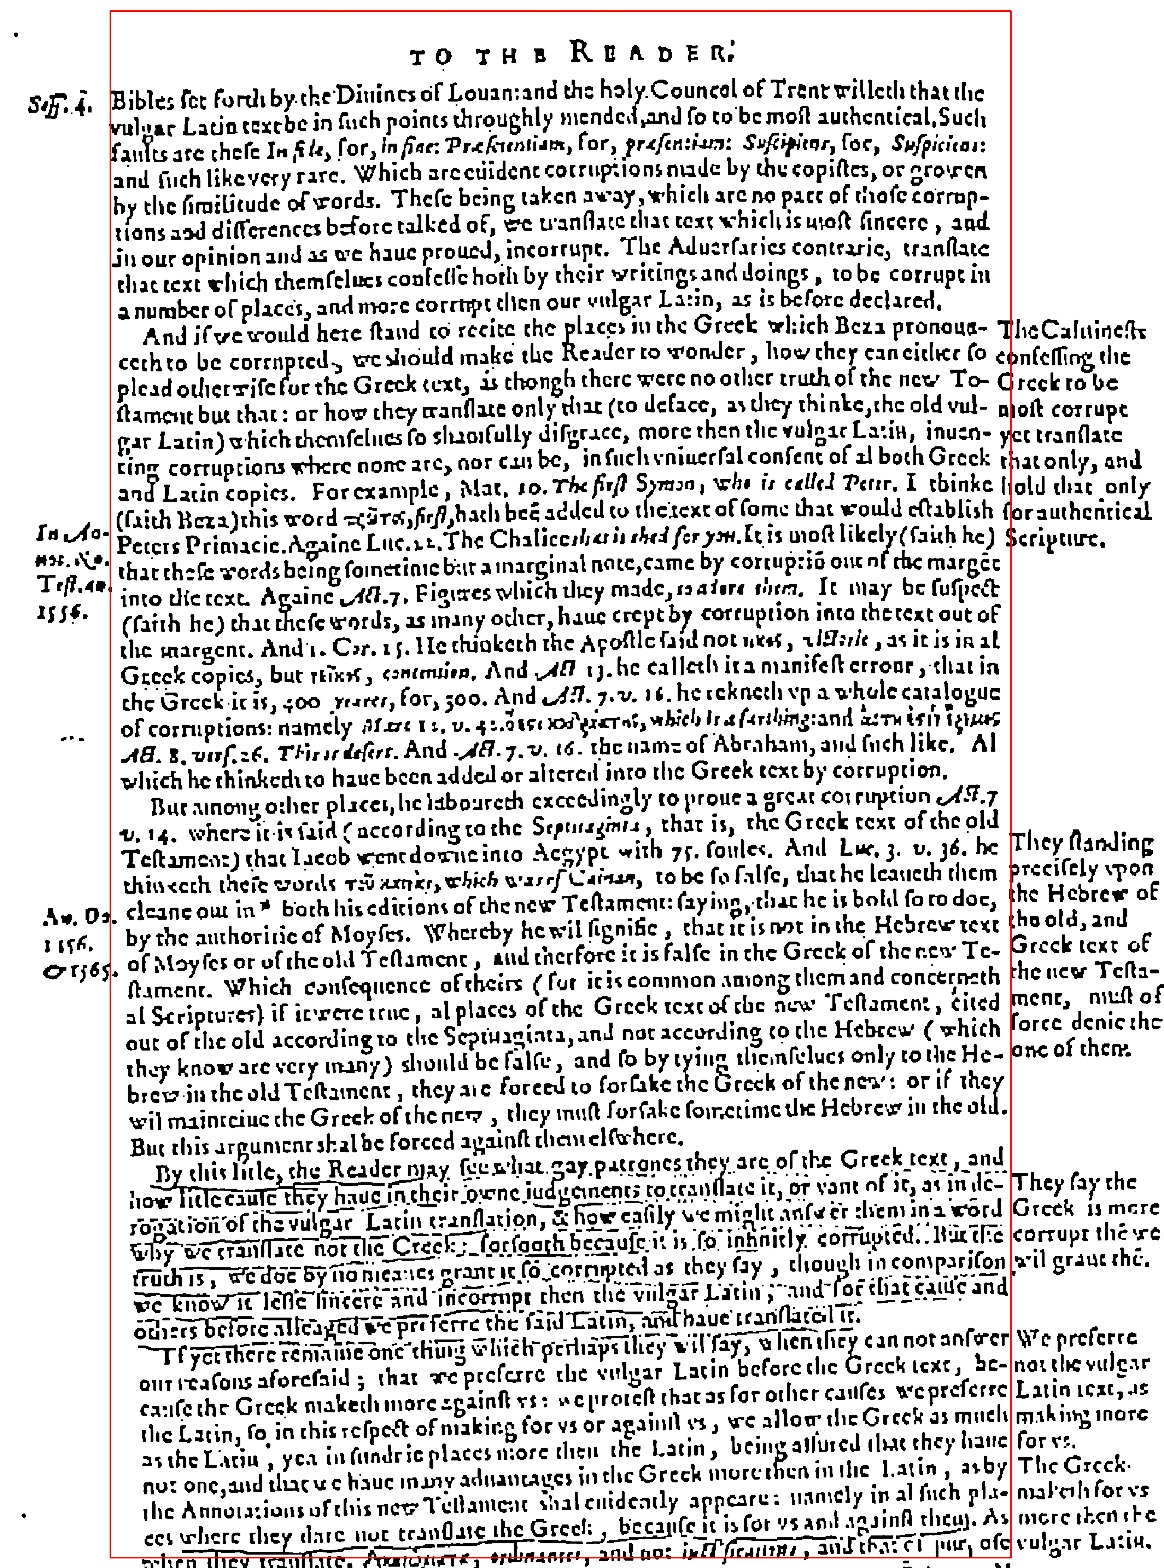 TO THE READER.
Sess. 4.
Bibles set forth by the Diuines of Louan: and the holy Councel of Trent willeth that the
vulgar Latin text be in such points throughly mended, and so to be most authentical. Such
faults are these In fide, for, in fine: Præsentiam, for, præscientiam: Suscipiens, for, Suspiciens:
and such like very rare. Which are euident corruptions made by the copistes, or growen
by the similitude of words. These being taken away, which are no part of those corrup-
tions and differences before talked of, we translate that text which is most sincere, and
in our opinion and as we haue proued, incorrupt. The Aduersaries contrarie, translate
that text which themselues confesse both by their writings and doings, to be corrupt in
a number of places, and more corrupt then our vulgar Latin, as is before declared.
And if we would here stand to recite the places in the Greek which Beza pronoun-
ceth to be corrupted, we should make the Reader to wonder, how they can either so
plead otherwise for the Greek text, as though there were no other truth of the new Te-
stament but that: or how they translate only that (to deface, as they thinke, the old vul-
gar Latin) which themselues so shamfully disgrace, more then the vulgar Latin, inuen-
ting corruptions where none are, nor can be, in such vniuersal consent of al both Greek
and Latin copies. For example, Mat. 10. The first Symon, who is called Peter. I thinke
(saith Beza) this word first, hath beē added to the text of some that would establish
Peters Primacie. Againe Luc. 22. The Chalice that is shed for you. It is most likely (saith he)
that these words being sometime but a marginal note, came by corruptiō out of the margēt
into the text. Againe Act. 7. Figures which they made, to adore them. It may be suspect
(saith he) that these words, as many other, haue crept by corruption into the text out of
the margent. And 1. Cor. 15. He thinketh the Apostle said not as it is in al
Greek copies, but contention. And Act 13. he calleth it a manifest errour, that in
the Greek it is, 400 yeares, for, 300. And Act. 7. v. 16. he rekneth vp a whole catalogue
of corruptions: namely Marc 12. v. 42. which is a farthing: and
Act. 8. vers. 26. This is desert. And Act. 7. v. 16. the name of Abraham, and such like. Al
which he thinketh to haue been added or altered into the Greek text by corruption.
But among other places, he laboureth exceedingly to proue a great corruption Act. 7
v. 14. where it is said (according to the Septuaginta, that is, the Greek text of the old
Testament) that Iacob went downe into Aegypt with 75. soules. And Luc. 3. v. 36. he
thinketh these words which was of Cainan, to be so false, that he leaueth them
cleane out in * both his editions of the new Testament: saying, that he is bold so to doe,
by the authoritie of Moyses. Whereby he wil signifie, that it is not in the Hebrew text
of Moyses or of the old Testament, and therfore it is false in the Greek of the new Te-
stament. Which consequence of theirs (for it is common among them and concerneth
al Scriptures) if it were true, al places of the Greek text of the new Testament, cited
out of the old according to the Septuaginta, and not according to the Hebrew (which
they know are very many) should be false, and so by tying themselues only to the He-
brew in the old Testament, they are forced to forsake the Greek of the new: or if they
wil mainteine the Greek of the new, they must forsake sometime the Hebrew in the old.
But this argument shal be forced against them elswhere.
By this litle, the Reader may see what gay patrones they are of the Greek text, and
how litle cause they haue in their owne iudgements to translate it, or vant of it, as in de-
rogation of the vulgar Latin translation, & how easily we might answer them in a word
why we translate not the Greek: forsooth because it is so infinitly corrupted. But the
truth is, we doe by no meanes grant it so corrupted as they say, though in comparison
we know it lesse sincere and incorrupt then the vulgar Latin, and for that cause and
others before alleaged we preferre the said Latin, and haue translated it.
If yet there remaine one thing which perhaps they wil say, when they can not answer
our reasons aforesaid; that we preferre the vulgar Latin before the Greek text, be-
cause the Greek maketh more against vs: we protest that as for other causes we preferre
the Latin, so in this respect of making for vs or against vs, we allow the Greek as much
as the Latin, yea in sundrie places more then the Latin, being assured that they haue
not one, and that we haue many aduantages in the Greek more then in the Latin, as by
the Annotations of this new Testament shal euidently appeare: namely in al such pla-
ces where they dare not translate the Greek, because it is for vs and against them. As
when they translate, and not and that of purpose
The Caluinests
confessing the
Greek to be
most corrupt
yet translate
that only, and
hold that only
for authentical
Scripture.
In An-
not. No.
Test. an.
1556.
They standing
precisely vpon
the Hebrew of
the old, and
Greek text of
the new Testa-
ment, must of
force denie the
one of them.
An. Do.
1556.
& 1565.
They say the
Greek is more
corrupt thē we
wil grant thē.
We preferre
not the vulgar
Latin text, as
making more
for vs.
The Greek
maketh for vs
more then the
vulgar Latin.